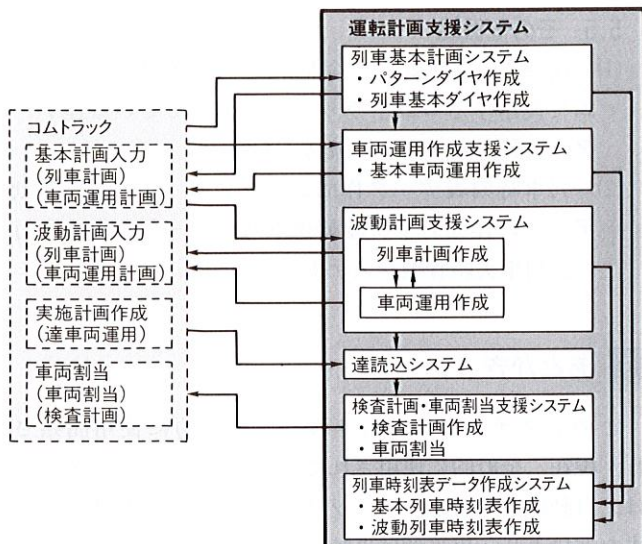 コムトラック
基本計画入力
(列車計画)
(車両運用計画)
波動計画入力
(列車計画)
(車両運用計画)
実施計画作成
(達車両運用)
車両割当
(車両割当)
(検査計画)
運転計画支援システム
列車基本計画システム
・パターンダイヤ作成
・列車基本ダイヤ作成
車両運用作成支援システム
・基本車両運用作成
波動計画支援システム
列車計画作成
車両運用作成
達読込システム
検査計画・車両割当支援システム
・検査計画作成
・車両割当
列車時刻表データ作成システム
・基本列車時刻表作成
・波動列車時刻表作成